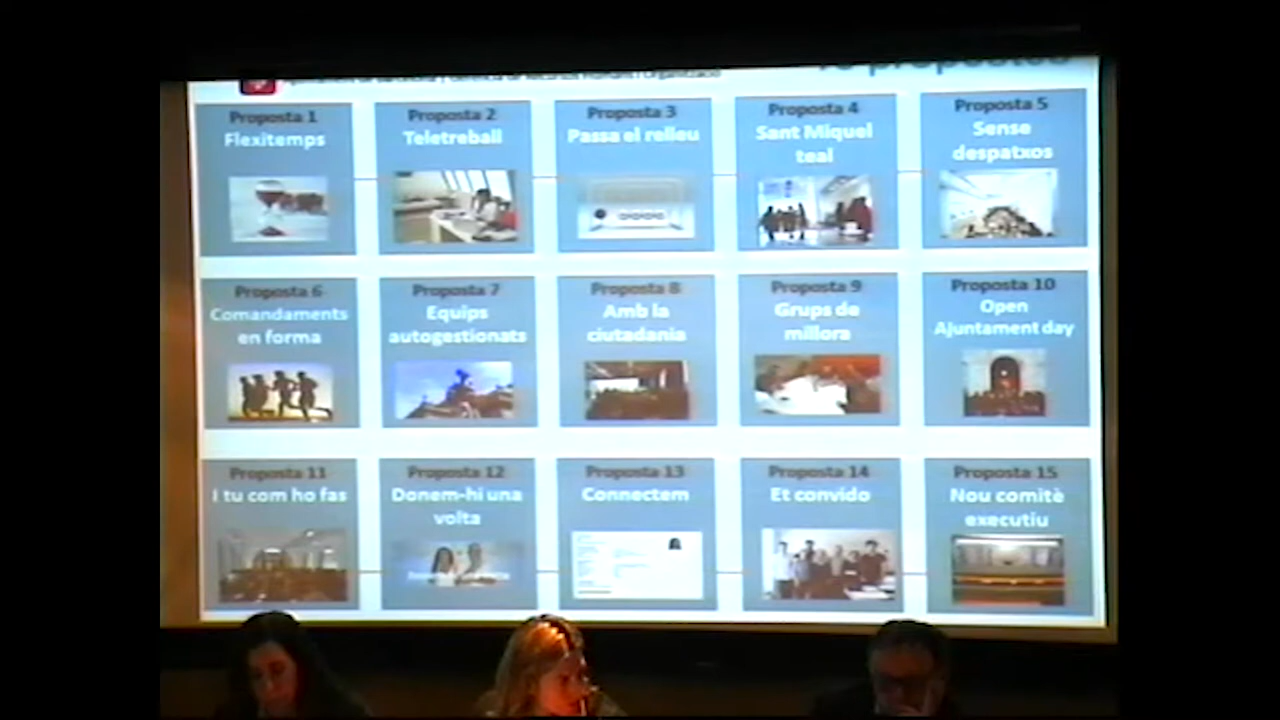 Proposta 1
Flexitemps
Proposta 2
Teletreball
Proposta 3
Passa el relleu
Proposta 4
Sant Miquel
teal
Proposta 5
Sense
despatxos
Proposta 6
Comandaments
en forma
Proposta 7
Equips
autogestionats
Proposta 8
Amb la
ciutadania
Proposta 9
Grups de
millora
Proposta 10
Open
Ajuntament day
Proposta 11
I tu com ho fas
Proposta 12
Donem-hi una
volta
Proposta 13
Connectem
Proposta 14
Et convido
Proposta 15
Nou comitè
executiu